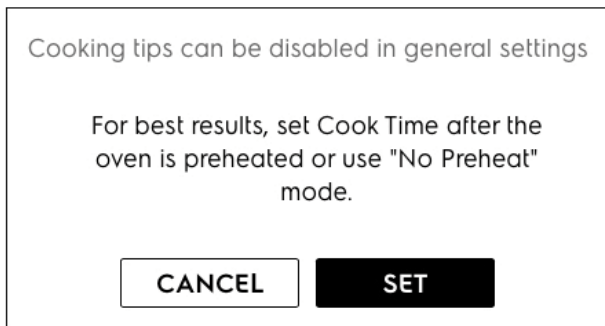 Cooking tips can be disabled in general settings
For best results, set Cook Time after the
oven is preheated or use "No Preheat"
mode.
CANCEL
SET